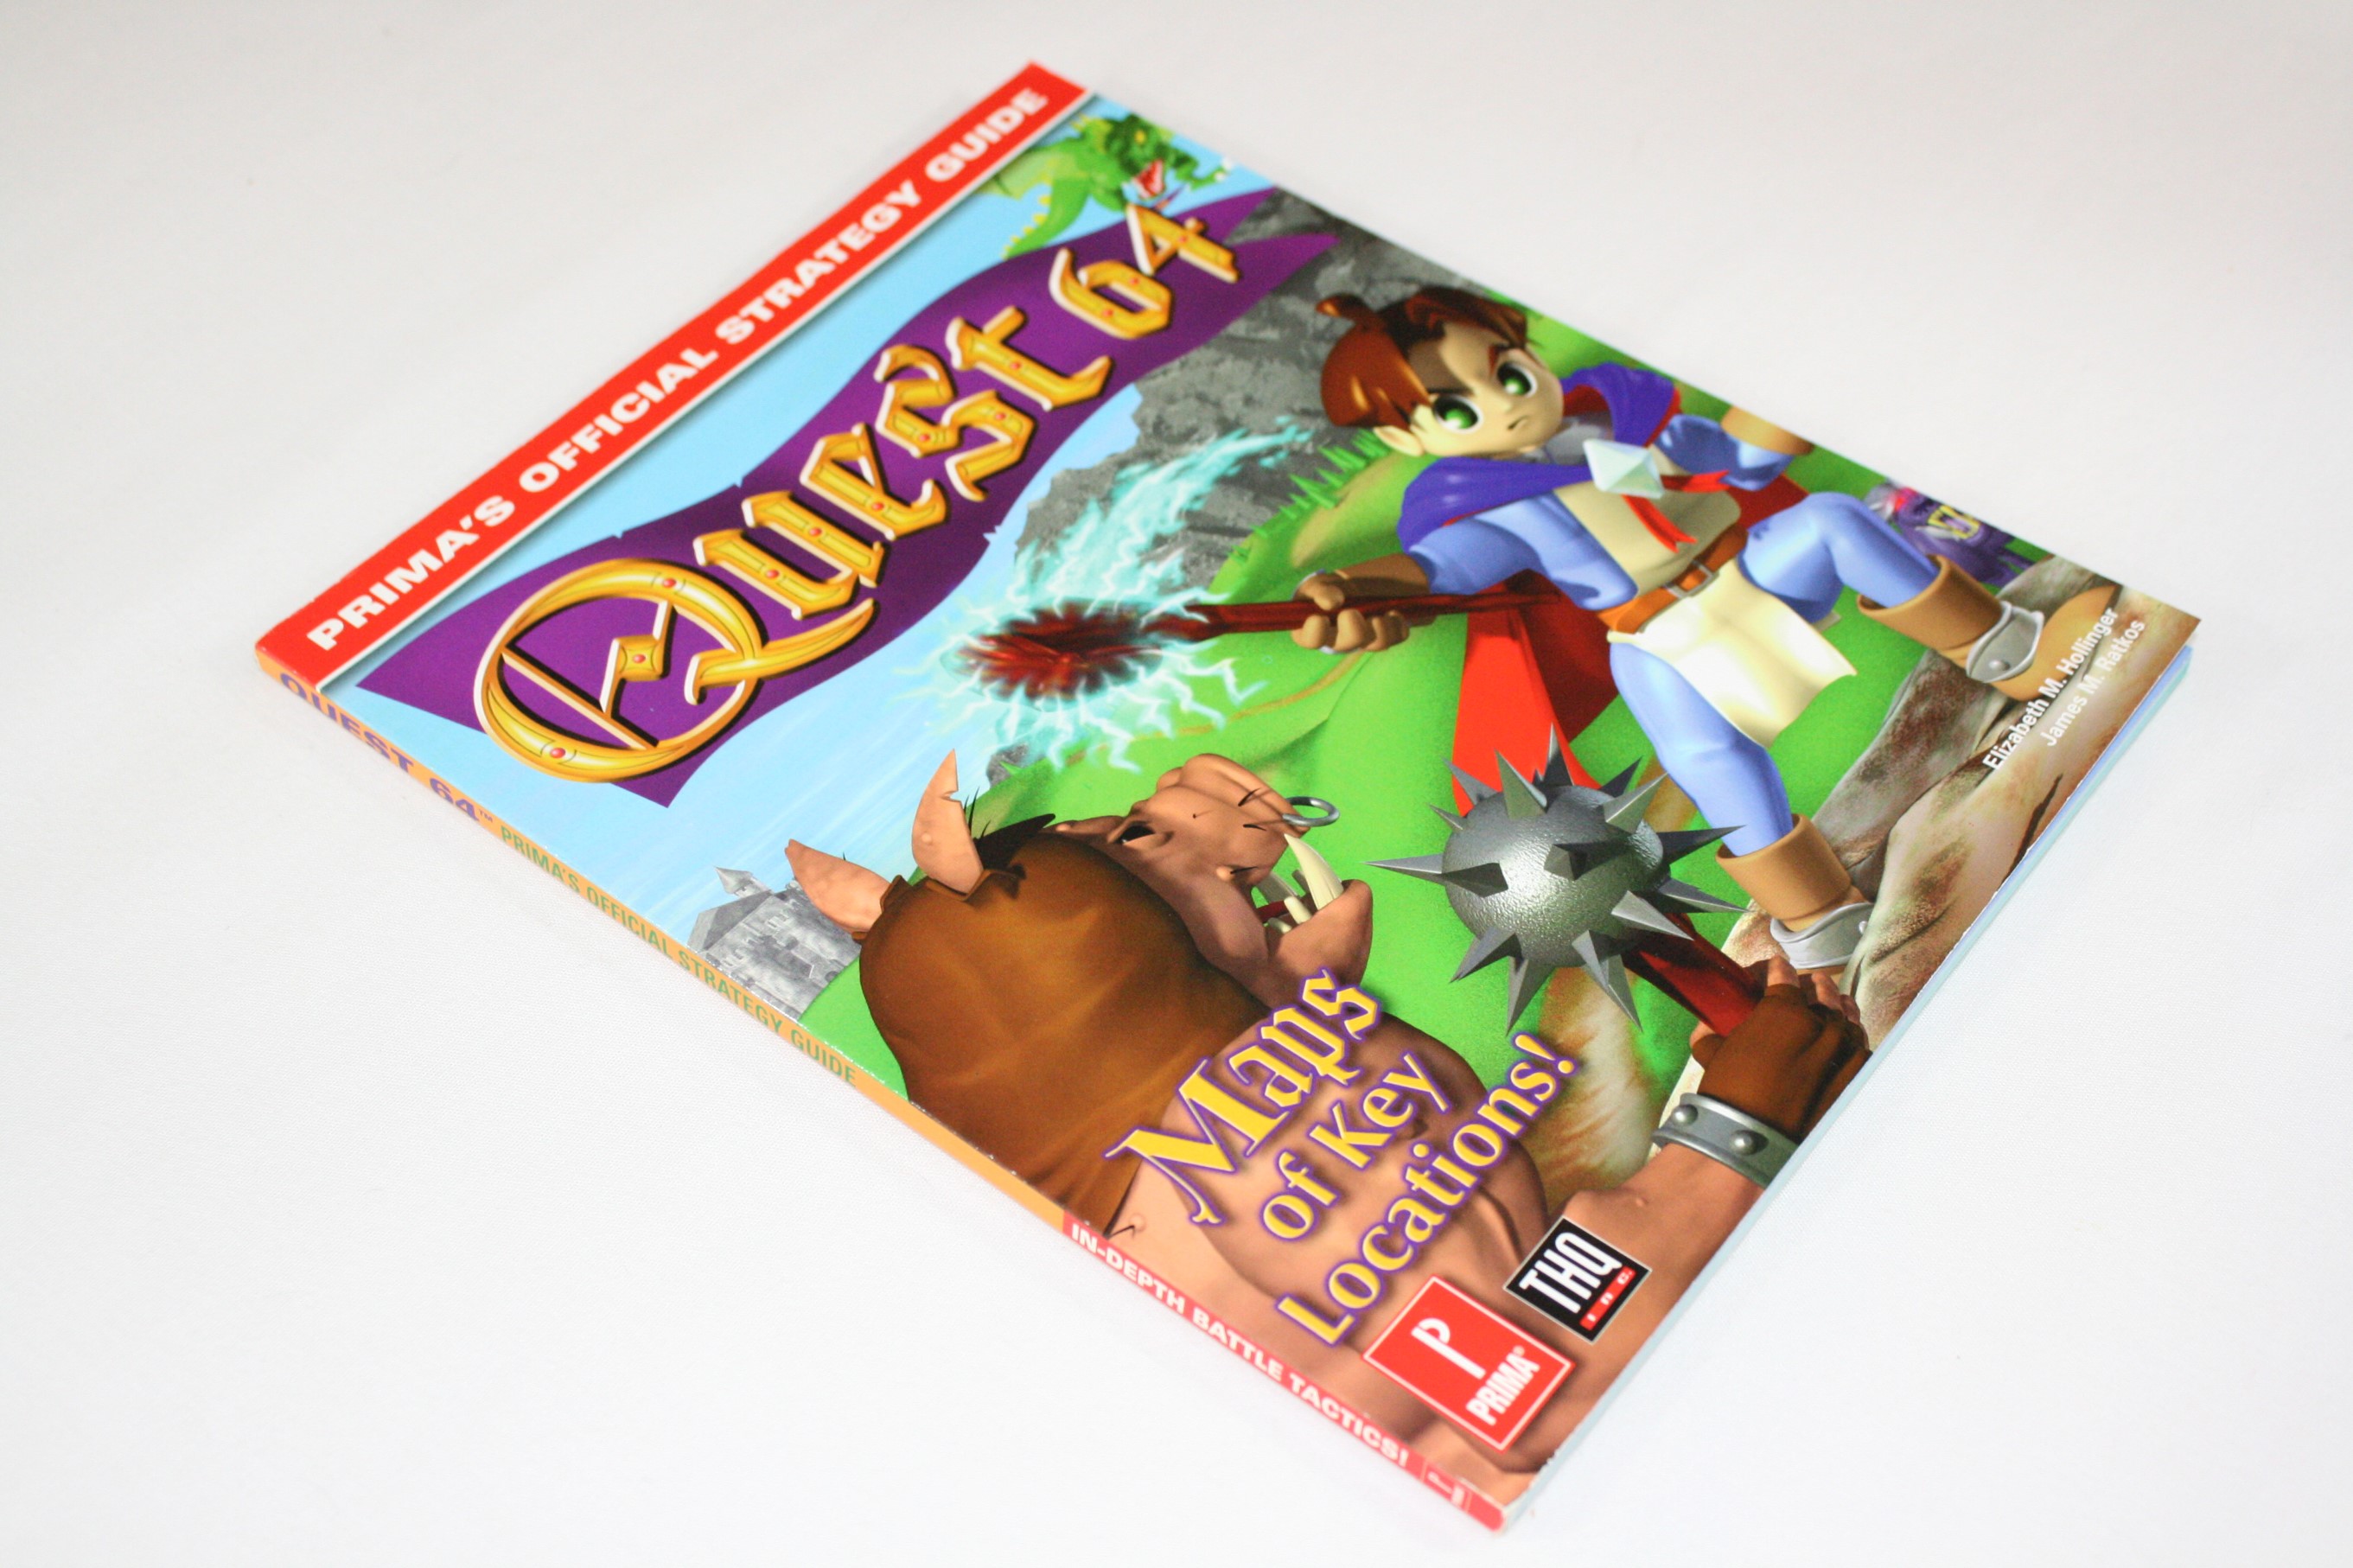 PRIMA'S OFFICIAL STRATEGY GUIDE
Quest 64
Elizabeth M. Hollinger
James M. Ratkos
Maps
of Key
Locations!
P
PRIMA®
THQ
INC.
QUEST 64™ PRIMA'S OFFICIAL STRATEGY GUIDE
IN-DEPTH BATTLE TACTICS!